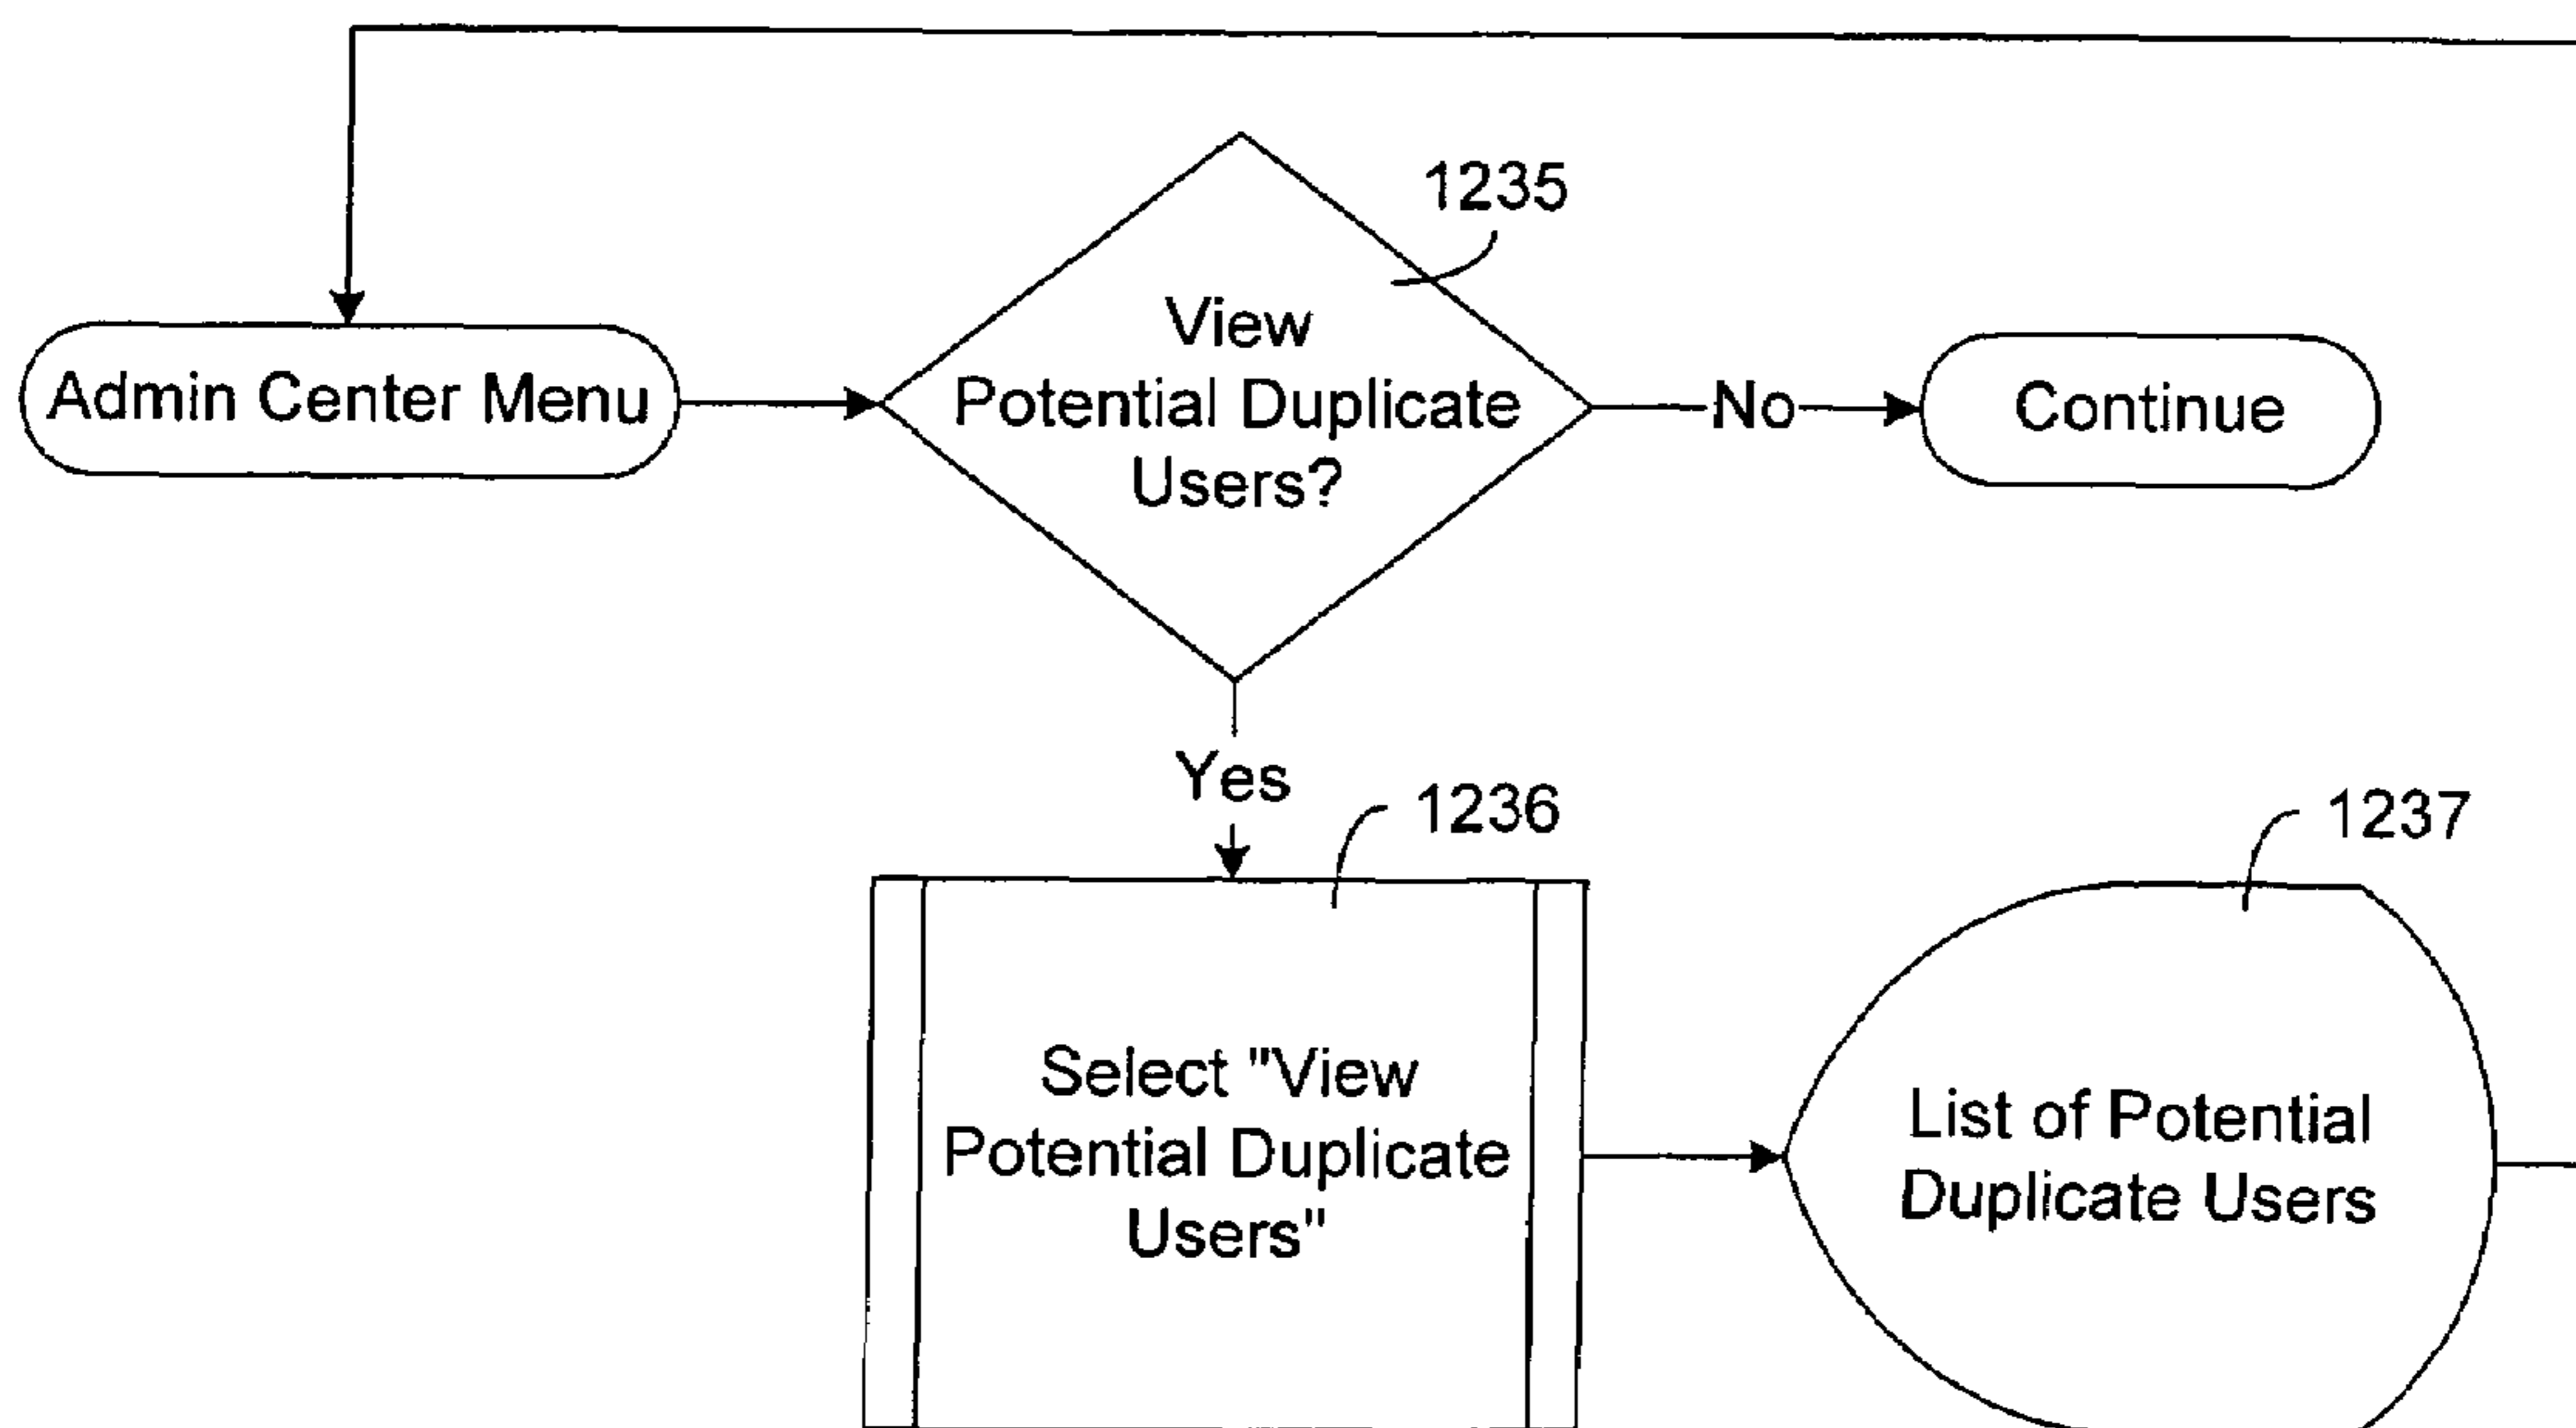 1235
Admin Center Menu
View
Potential Duplicate
Users?
No
Continue
Yes
1236
1237
Select "View
Potential Duplicate
Users"
List of Potential
Duplicate Users